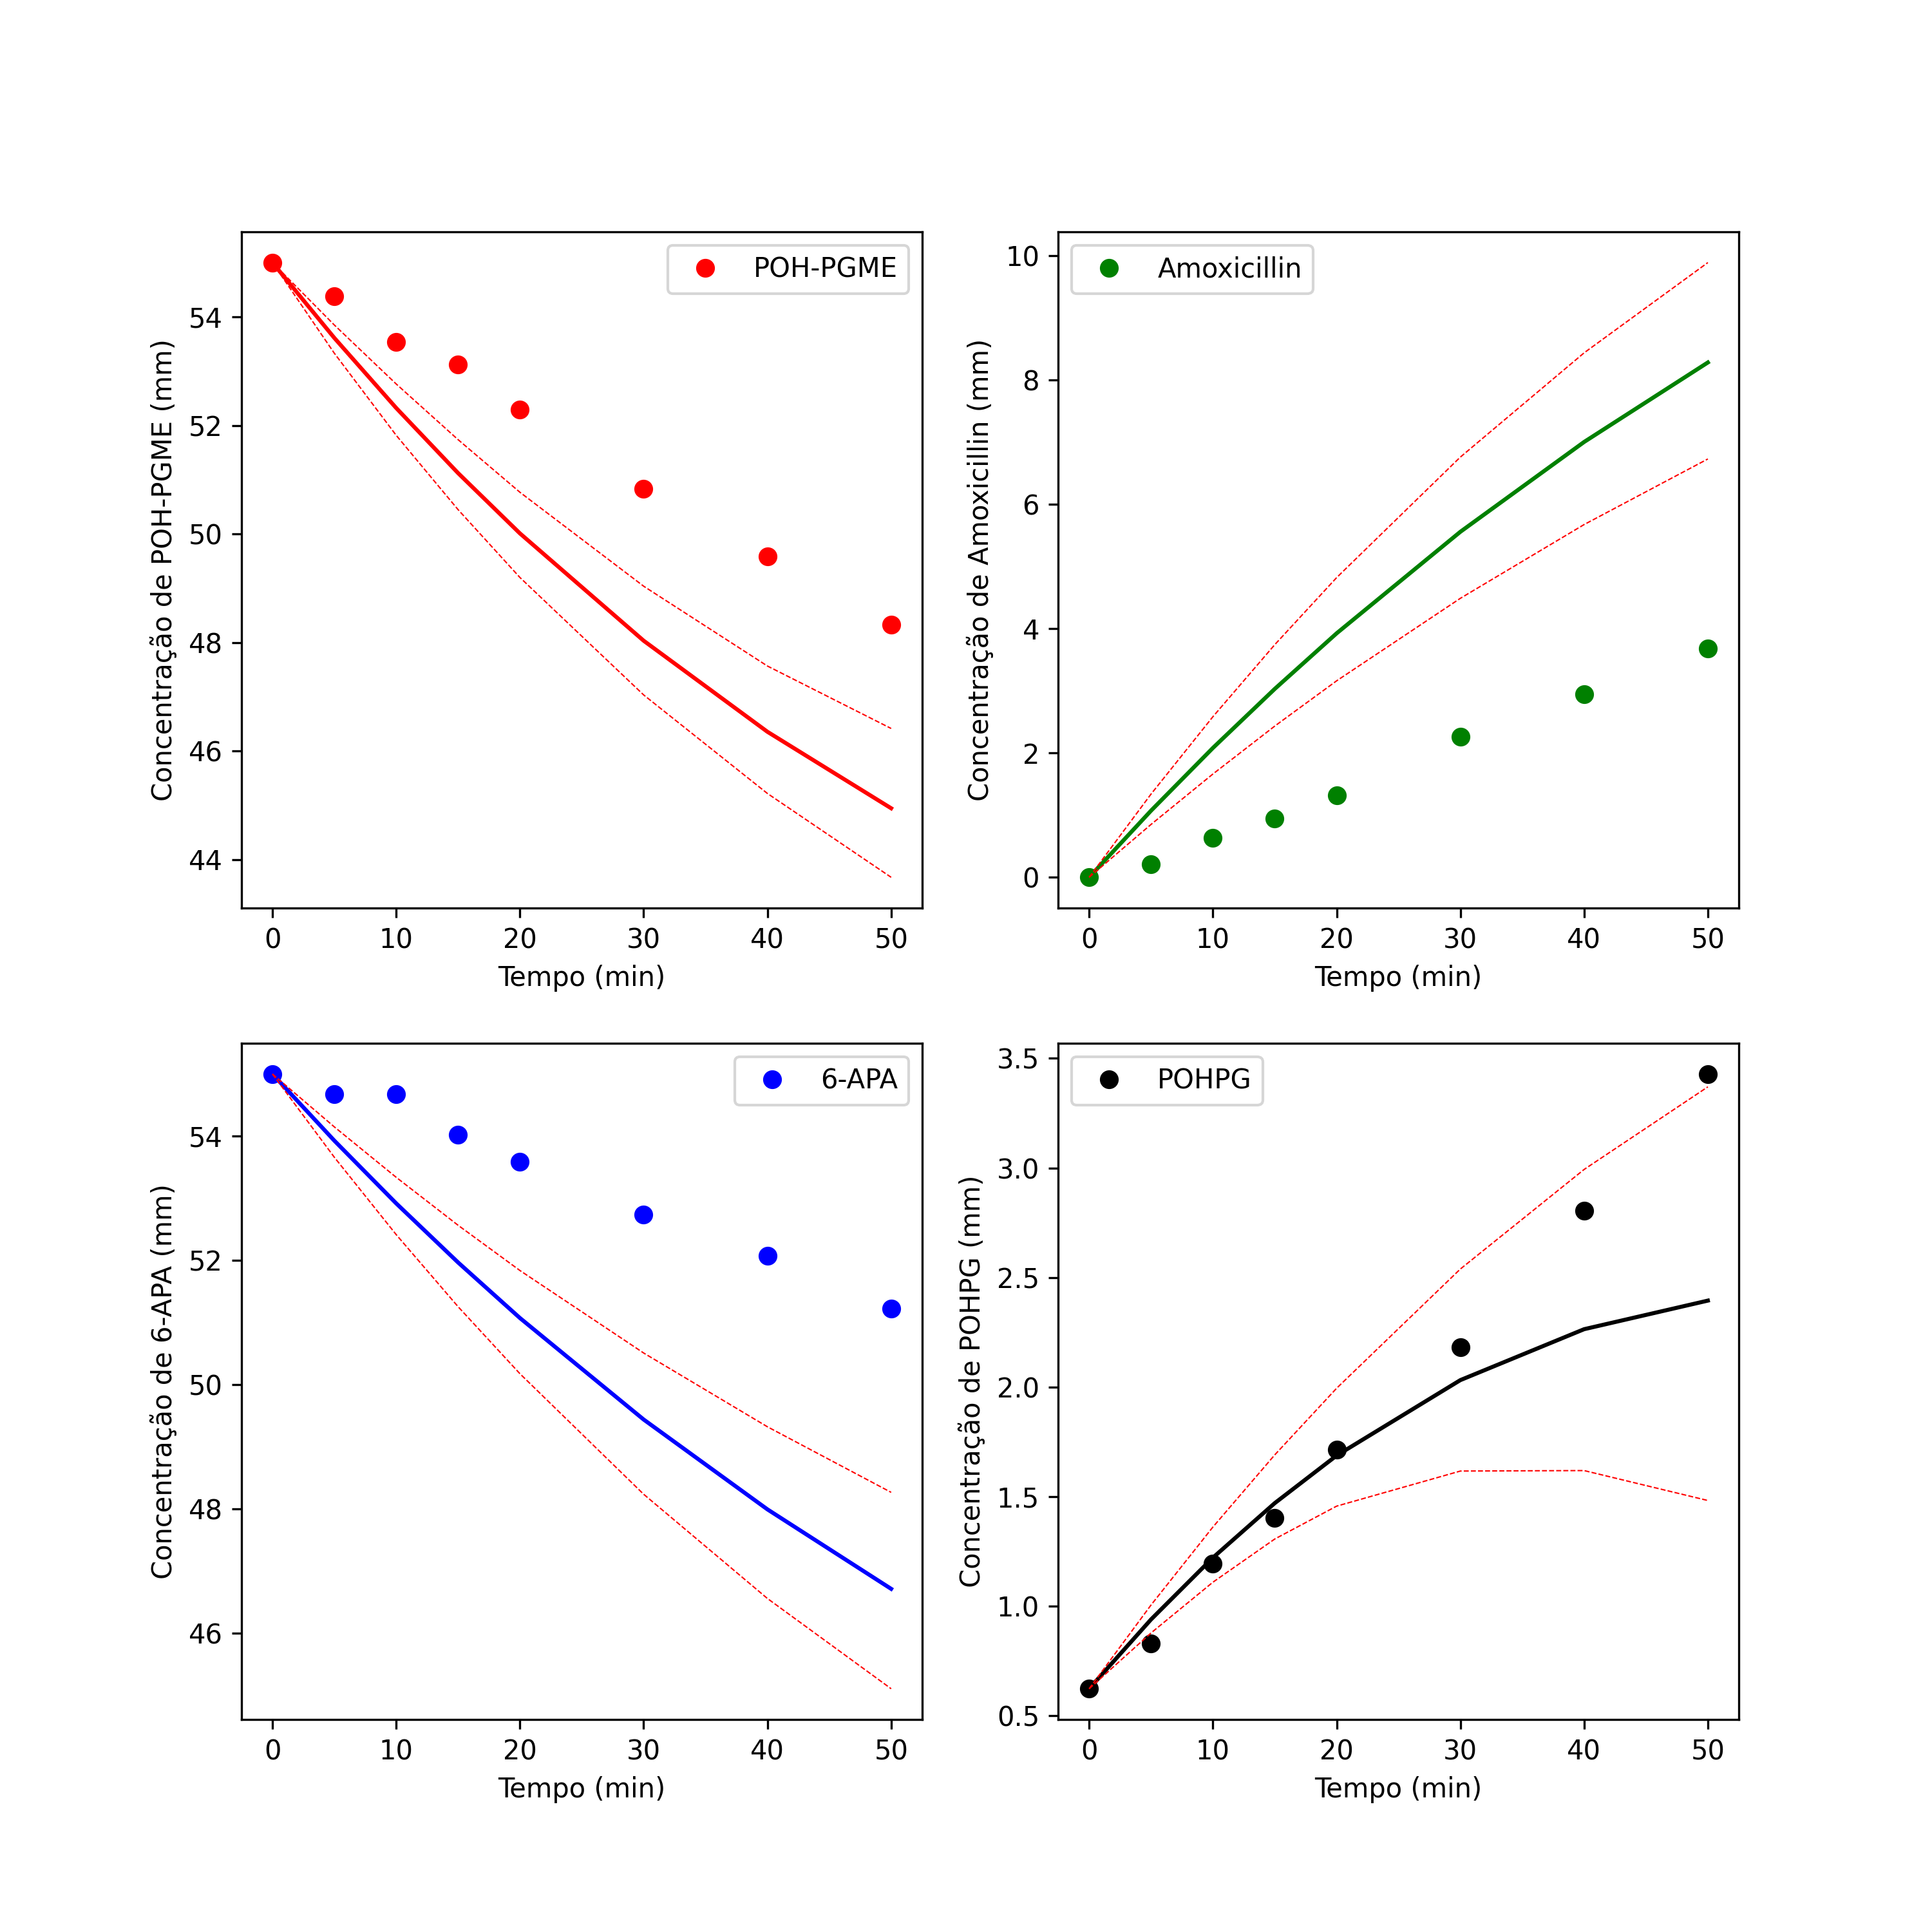 POH-PGME
Concentração de POH-PGME (mm)
54
52
50
48
46
44
0 10 20 30 40 50
Tempo (min)
Amoxicillin
Concentração de Amoxicillin (mm)
10
8
6
4
2
0
0 10 20 30 40 50
Tempo (min)
6-APA
Concentração de 6-APA (mm)
54
52
50
48
46
0 10 20 30 40 50
Tempo (min)
POHPG
Concentração de POHPG (mm)
3.5
3.0
2.5
2.0
1.5
1.0
0.5
0 10 20 30 40 50
Tempo (min)